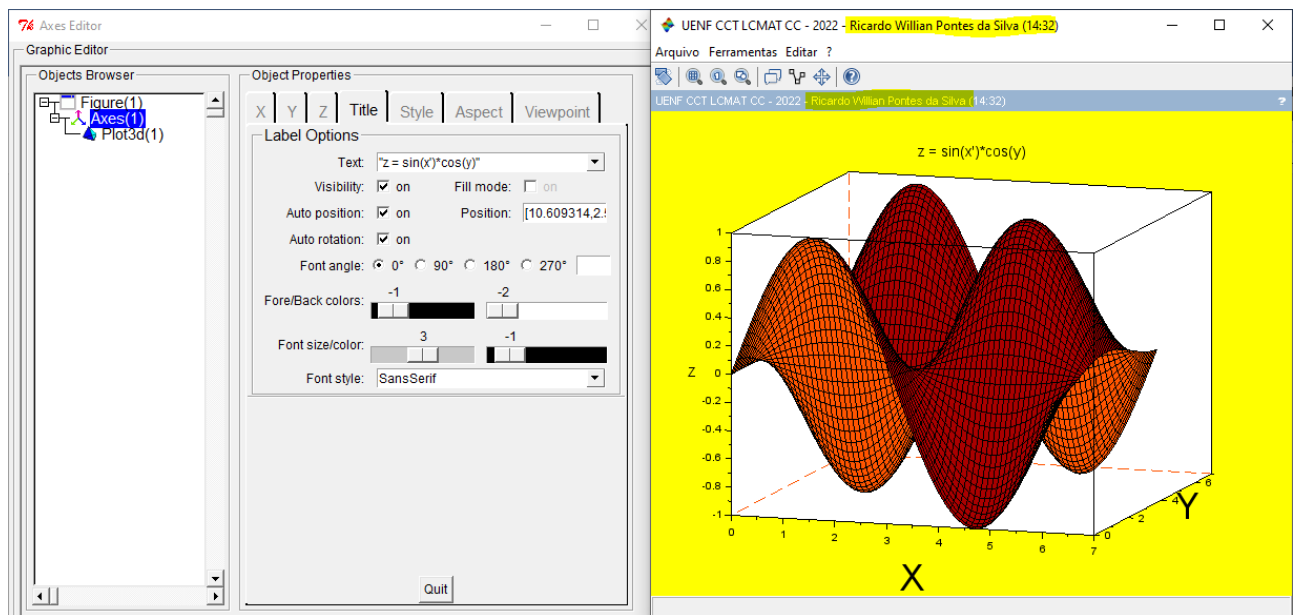 Axes Editor
Graphic Editor
Objects Browser
Figure(1)
Axes(1)
Plot3d(1)
Object Properties
X Y Z Title Style Aspect Viewpoint
Label Options
Text: "z = sin(x')*cos(y)"
Visibility: on Fill mode: on
Auto position: on Position: [10.609314,2.
Auto rotation: on
Font angle: 0° 90° 180° 270°
Fore/Back colors: -1 -2
Font size/color: 3 -1
Font style: SansSerif
Quit
UENF CCT LCMAT CC - 2022 - Ricardo Willian Pontes da Silva (14:32)
Arquivo Ferramentas Editar ?
UENF CCT LCMAT CC - 2022 - Ricardo Willian Pontes da Silva (14:32) ?
z = sin(x')*cos(y)
1
0.8
0.6
0.4
0.2
Z 0
-0.2
-0.4
-0.6
-0.8
-1
0 1 2 3 4 5 6 7
X
0 2 4 6
Y